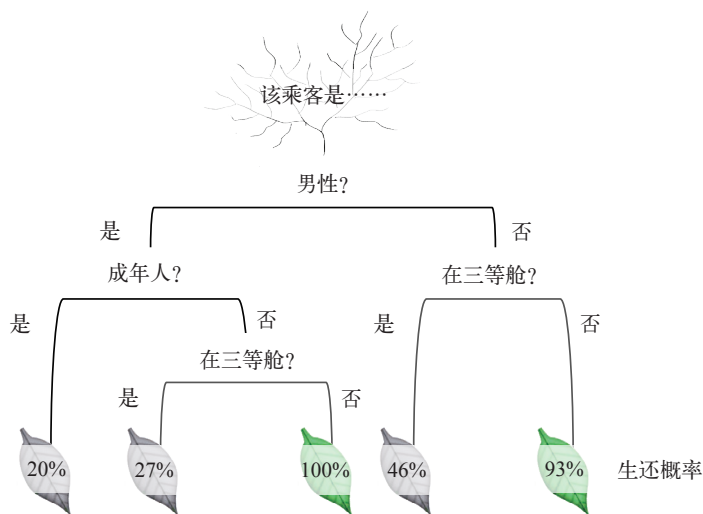 该乘客是……
男性？
是
否
成年人？
在三等舱？
是
否
是
否
在三等舱？
是
否
20%
27%
100%
46%
93%
生还概率